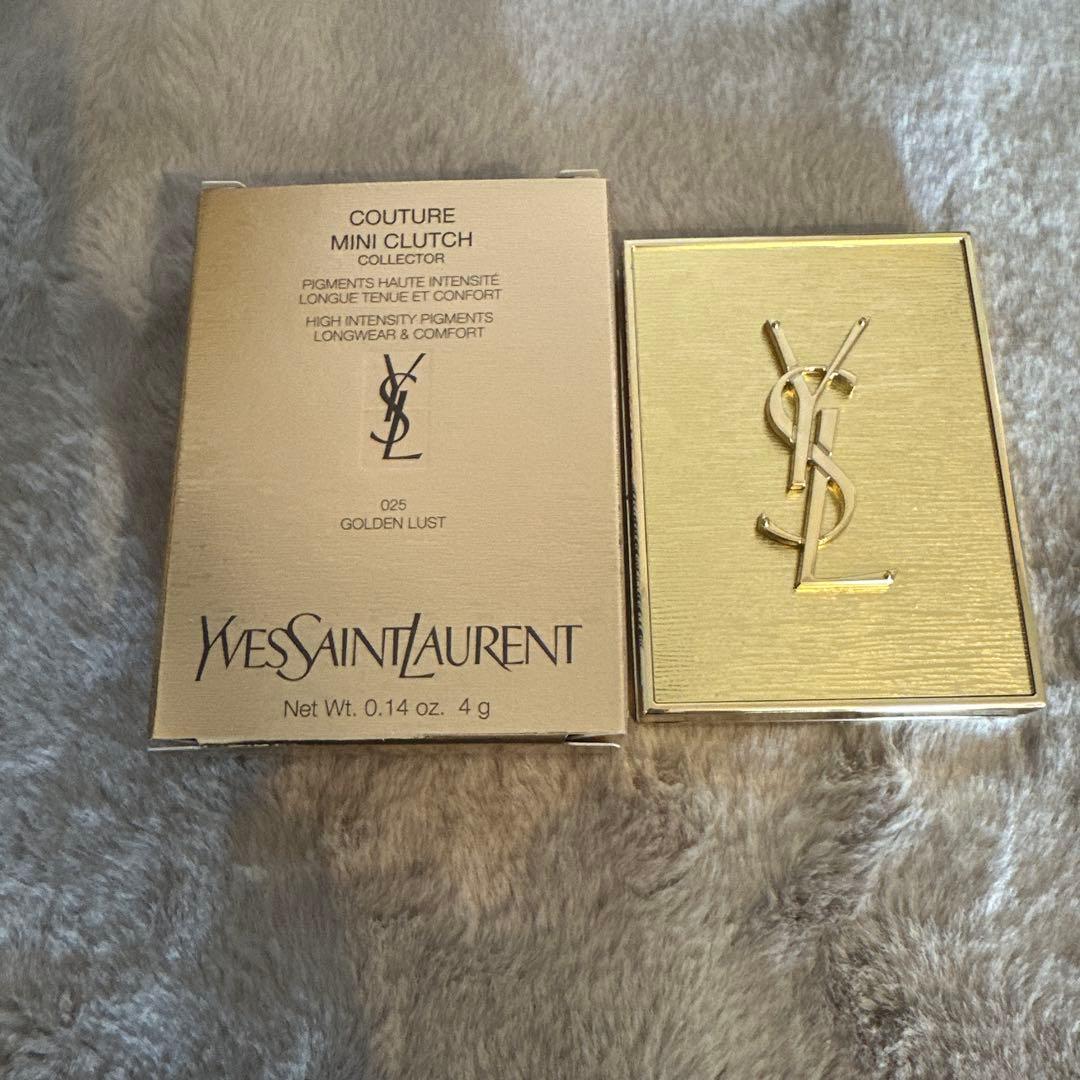 COUTURE
MINI CLUTCH
COLLECTOR
PIGMENTS HAUTE INTENSITÉ
LONGUE TENUE ET CONFORT
HIGH INTENSITY PIGMENTS
LONGWEAR & COMFORT
YSL
025
GOLDEN LUST
YVESSAINTLAURENT
Net Wt. 0.14 oz. 4 g
YSL